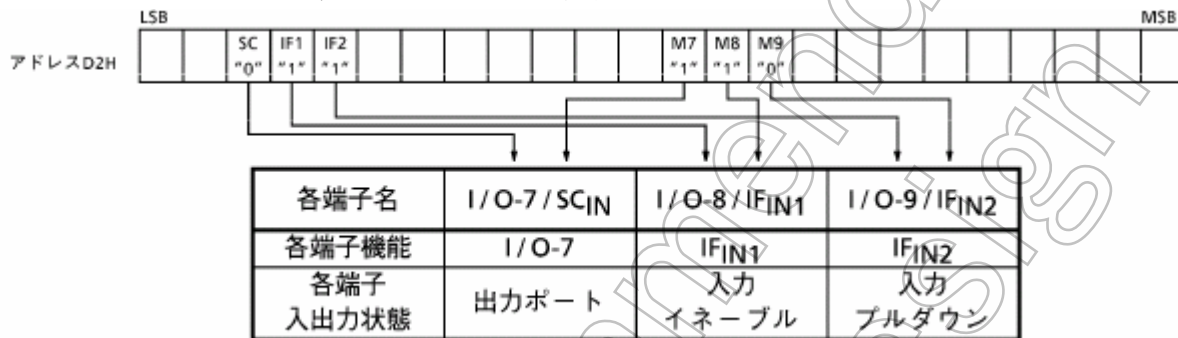 LSB MSB
アドレスD2H SC IF1 IF2 M7 M8 M9
"0" "1" "1" "1" "1" "0"
各端子名 I/O-7/SCIN I/O-8/IFIN1 I/O-9/IFIN2
各端子機能 I/O-7 IFIN1 IFIN2
各端子 入力 入力
入出力状態 出力ポート イネーブル プルダウン